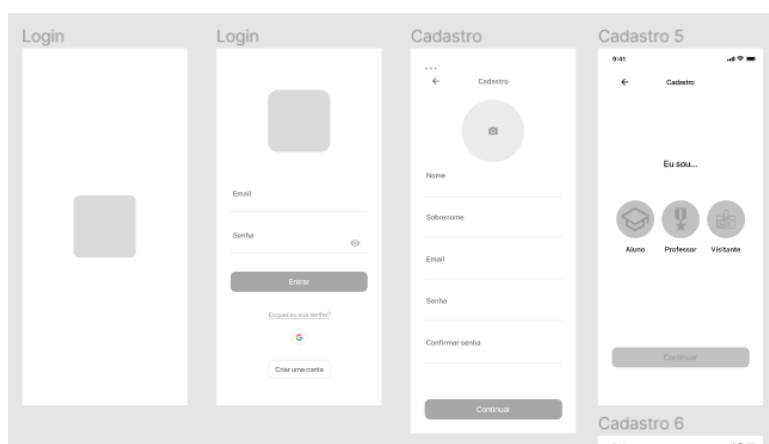 Login
Email
Senha
Entrar
Esqueceu sua senha?
G
Criar uma conta
Login
Cadastro
Cadastro
Nome
Sobrenome
Email
Senha
Confirmar senha
Continuar
Cadastro 5
9:41
Cadastro
Eu sou...
Aluno
Professor
Visitante
Continuar
Cadastro 6